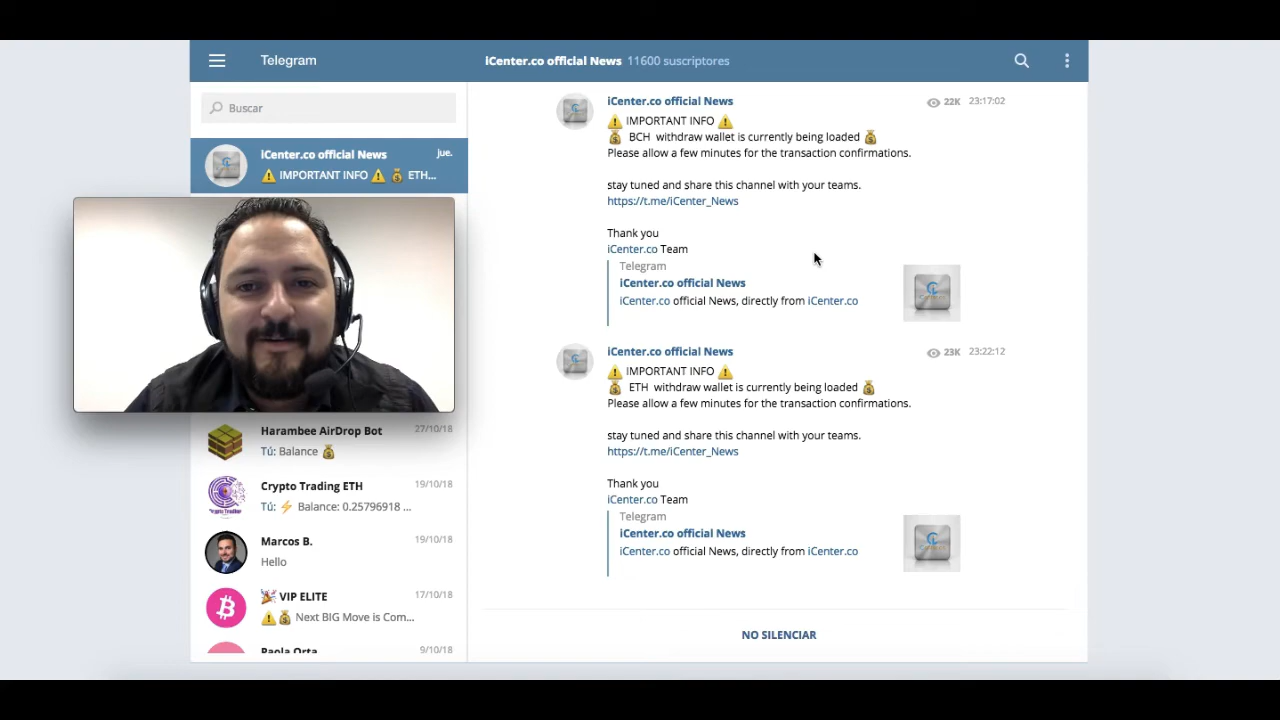 Telegram
iCenter.co official News 11600 suscriptores
Buscar
iCenter.co official News jue.
⚠️ IMPORTANT INFO ⚠️ 💰 ETH...
Harambee AirDrop Bot 27/10/18
Tú: Balance 💰
Crypto Trading ETH 19/10/18
Tú: ⚡ Balance: 0.25796918 ...
Marcos B. 19/10/18
Hello
🎉 VIP ELITE 17/10/18
⚠️💰 Next BIG Move is Com...
Paola Orta 9/10/18
iCenter.co official News 22K 23:17:02
⚠️ IMPORTANT INFO ⚠️
💰 BCH withdraw wallet is currently being loaded 💰
Please allow a few minutes for the transaction confirmations.
stay tuned and share this channel with your teams.
https://t.me/iCenter_News
Thank you
iCenter.co Team
Telegram
iCenter.co official News
iCenter.co official News, directly from iCenter.co
iCenter.co official News 23K 23:22:12
⚠️ IMPORTANT INFO ⚠️
💰 ETH withdraw wallet is currently being loaded 💰
Please allow a few minutes for the transaction confirmations.
stay tuned and share this channel with your teams.
https://t.me/iCenter_News
Thank you
iCenter.co Team
Telegram
iCenter.co official News
iCenter.co official News, directly from iCenter.co
NO SILENCIAR